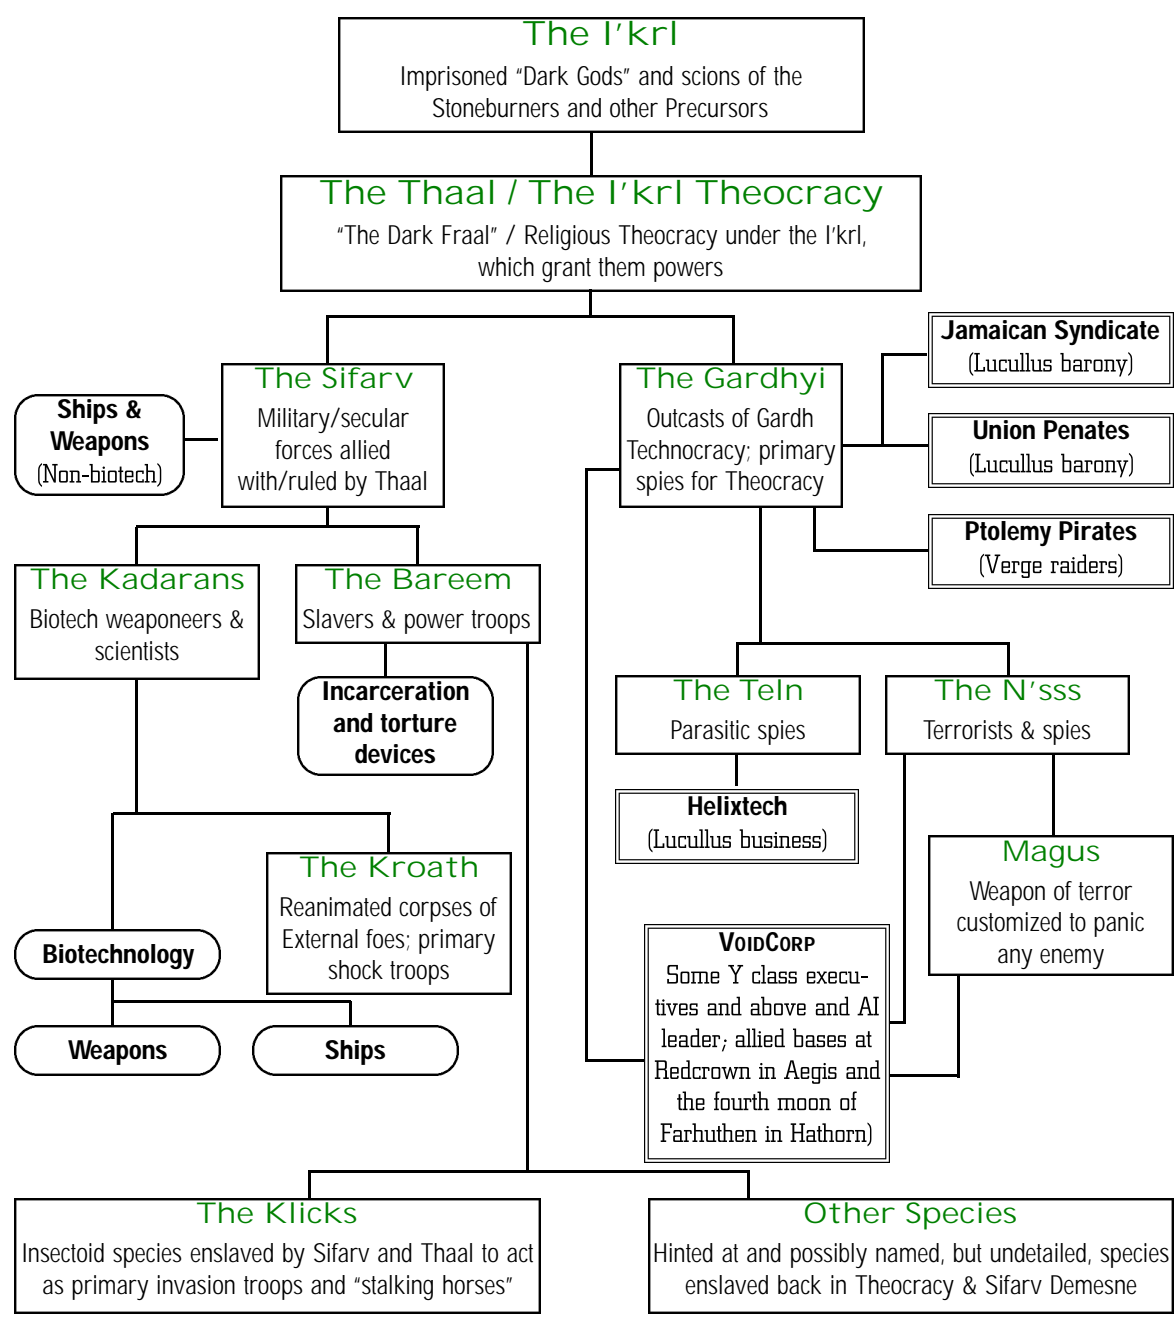 The I'krl
Imprisoned “Dark Gods” and scions of the
Stoneburners and other Precursors
The Thaal / The I'krl Theocracy
“The Dark Fraal” / Religious Theocracy under the I'krl,
which grant them powers
The Sifarv
Military/secular
forces allied
with/ruled by Thaal
Ships &
Weapons
(Non-biotech)
The Gardhyi
Outcasts of Gardh
Technocracy; primary
spies for Theocracy
Jamaican Syndicate
(Lucullus barony)
Union Penates
(Lucullus barony)
Ptolemy Pirates
(Verge raiders)
The Kadarans
Biotech weaponeers &
scientists
The Bareem
Slavers & power troops
Incarceration
and torture
devices
The Teln
Parasitic spies
The N'sss
Terrorists & spies
Helixtech
(Lucullus business)
Magus
Weapon of terror
customized to panic
any enemy
The Kroath
Reanimated corpses of
External foes; primary
shock troops
Biotechnology
Weapons
Ships
VOIDCORP
Some Y class execu-
tives and above and AI
leader; allied bases at
Redcrown in Aegis and
the fourth moon of
Farhuthen in Hathorn)
The Klicks
Insectoid species enslaved by Sifarv and Thaal to act
as primary invasion troops and “stalking horses”
Other Species
Hinted at and possibly named, but undetailed, species
enslaved back in Theocracy & Sifarv Demesne